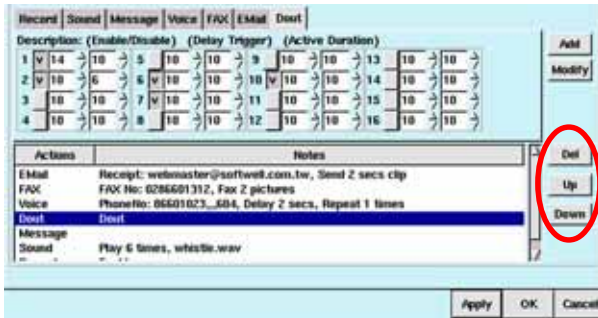 Record Sound Message Voice FAX EMail Dout
Description: (Enable/Disable) (Delay Trigger) (Active Duration)
1 v 14 10 5 10 10 9 10 10 13 10 10
2 v 10 6 6 v 10 10 10 v 10 10 14 10 10
3 10 10 7 v 10 10 11 10 10 15 10 10
4 10 10 8 10 10 12 10 10 16 10 10
Add
Modify
Actions Notes
EMail Receipt: webmaster@softwell.com.tw, Send 2 secs clip
FAX FAX No: 0286601312, Fax 2 pictures
Voice PhoneNo: 86601023,,,604, Delay 2 secs, Repeat 1 times
Dout Dout
Message
Sound Play 6 times, whistle.wav
Del
Up
Down
Apply OK Cancel